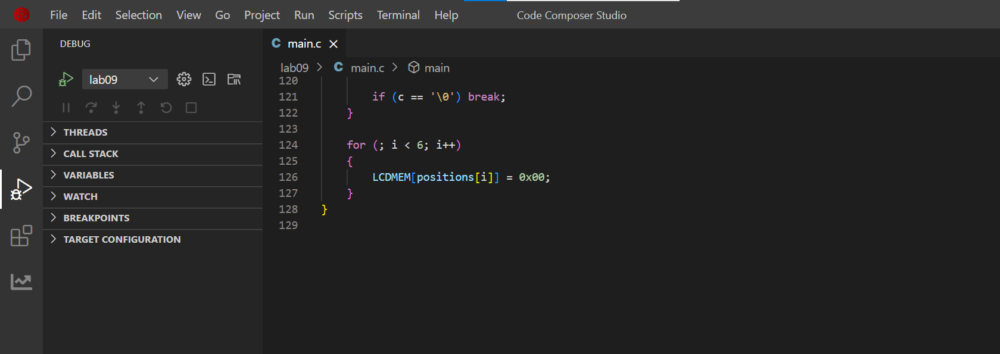 File Edit Selection View Go Project Run Scripts Terminal Help Code Composer Studio
DEBUG
lab09
THREADS
CALL STACK
VARIABLES
WATCH
BREAKPOINTS
TARGET CONFIGURATION
C main.c
lab09 > C main.c > main
120
121 if (c == '\0') break;
122 }
123
124 for (; i < 6; i++)
125 {
126 LCDMEM[positions[i]] = 0x00;
127 }
128 }
129